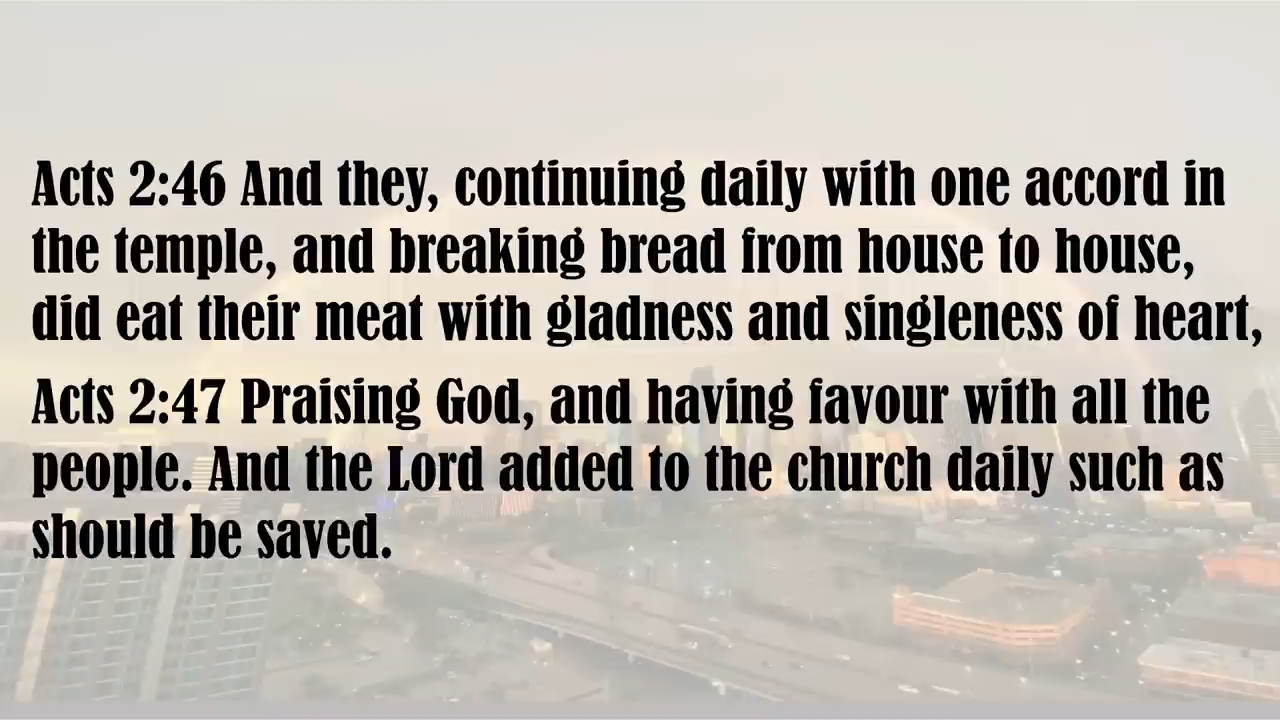 Acts 2:46 And they, continuing daily with one accord in
the temple, and breaking bread from house to house,
did eat their meat with gladness and singleness of heart,
Acts 2:47 Praising God, and having favour with all the
people. And the Lord added to the church daily such as
should be saved.